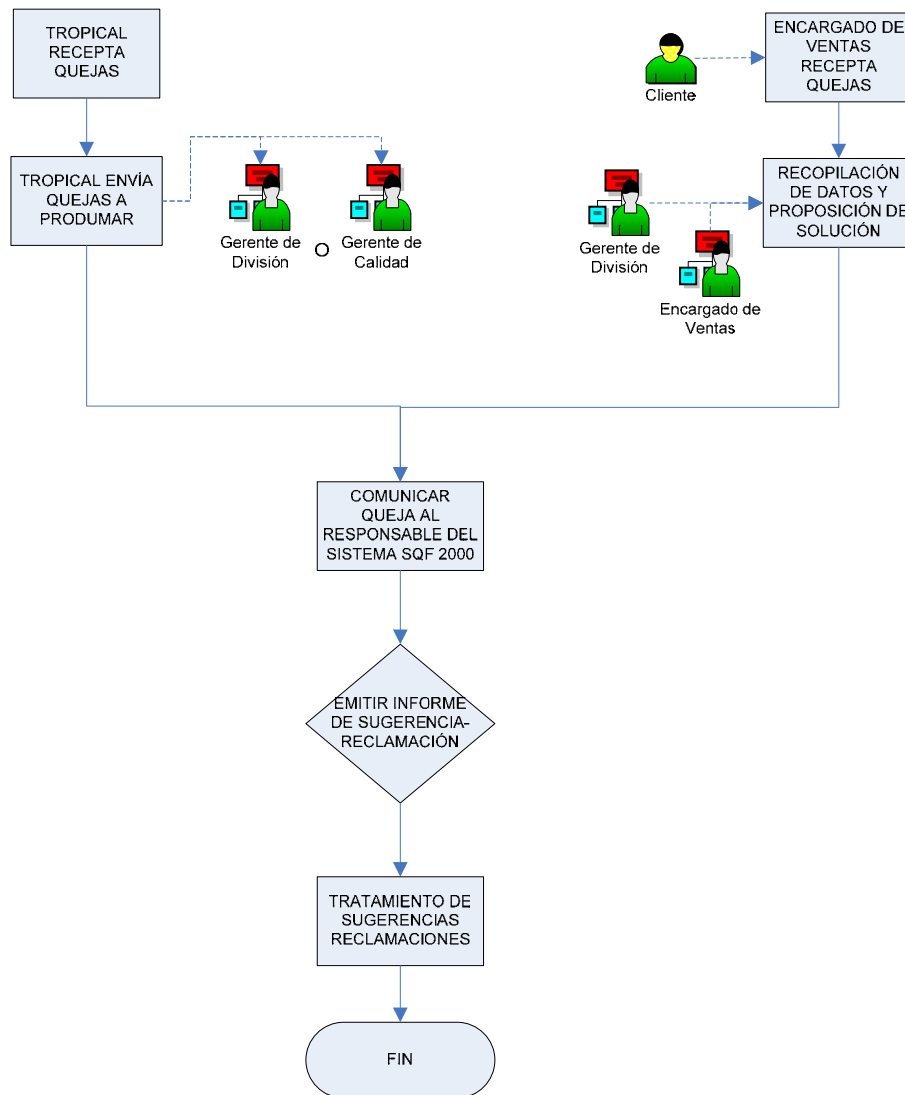 TROPICAL
RECEPTA
QUEJAS
ENCARGADO DE
VENTAS
RECEPTA
QUEJAS
Cliente
TROPICAL ENVÍA
QUEJAS A
PRODUMAR
Gerente de
División
O
Gerente de
Calidad
Gerente de
División
Encargado de
Ventas
RECOPILACIÓN
DE DATOS Y
PROPOSICIÓN DE
SOLUCIÓN
COMUNICAR
QUEJA AL
RESPONSABLE DEL
SISTEMA SQF 2000
EMITIR INFORME
DE SUGERENCIA-
RECLAMACIÓN
TRATAMIENTO DE
SUGERENCIAS
RECLAMACIONES
FIN